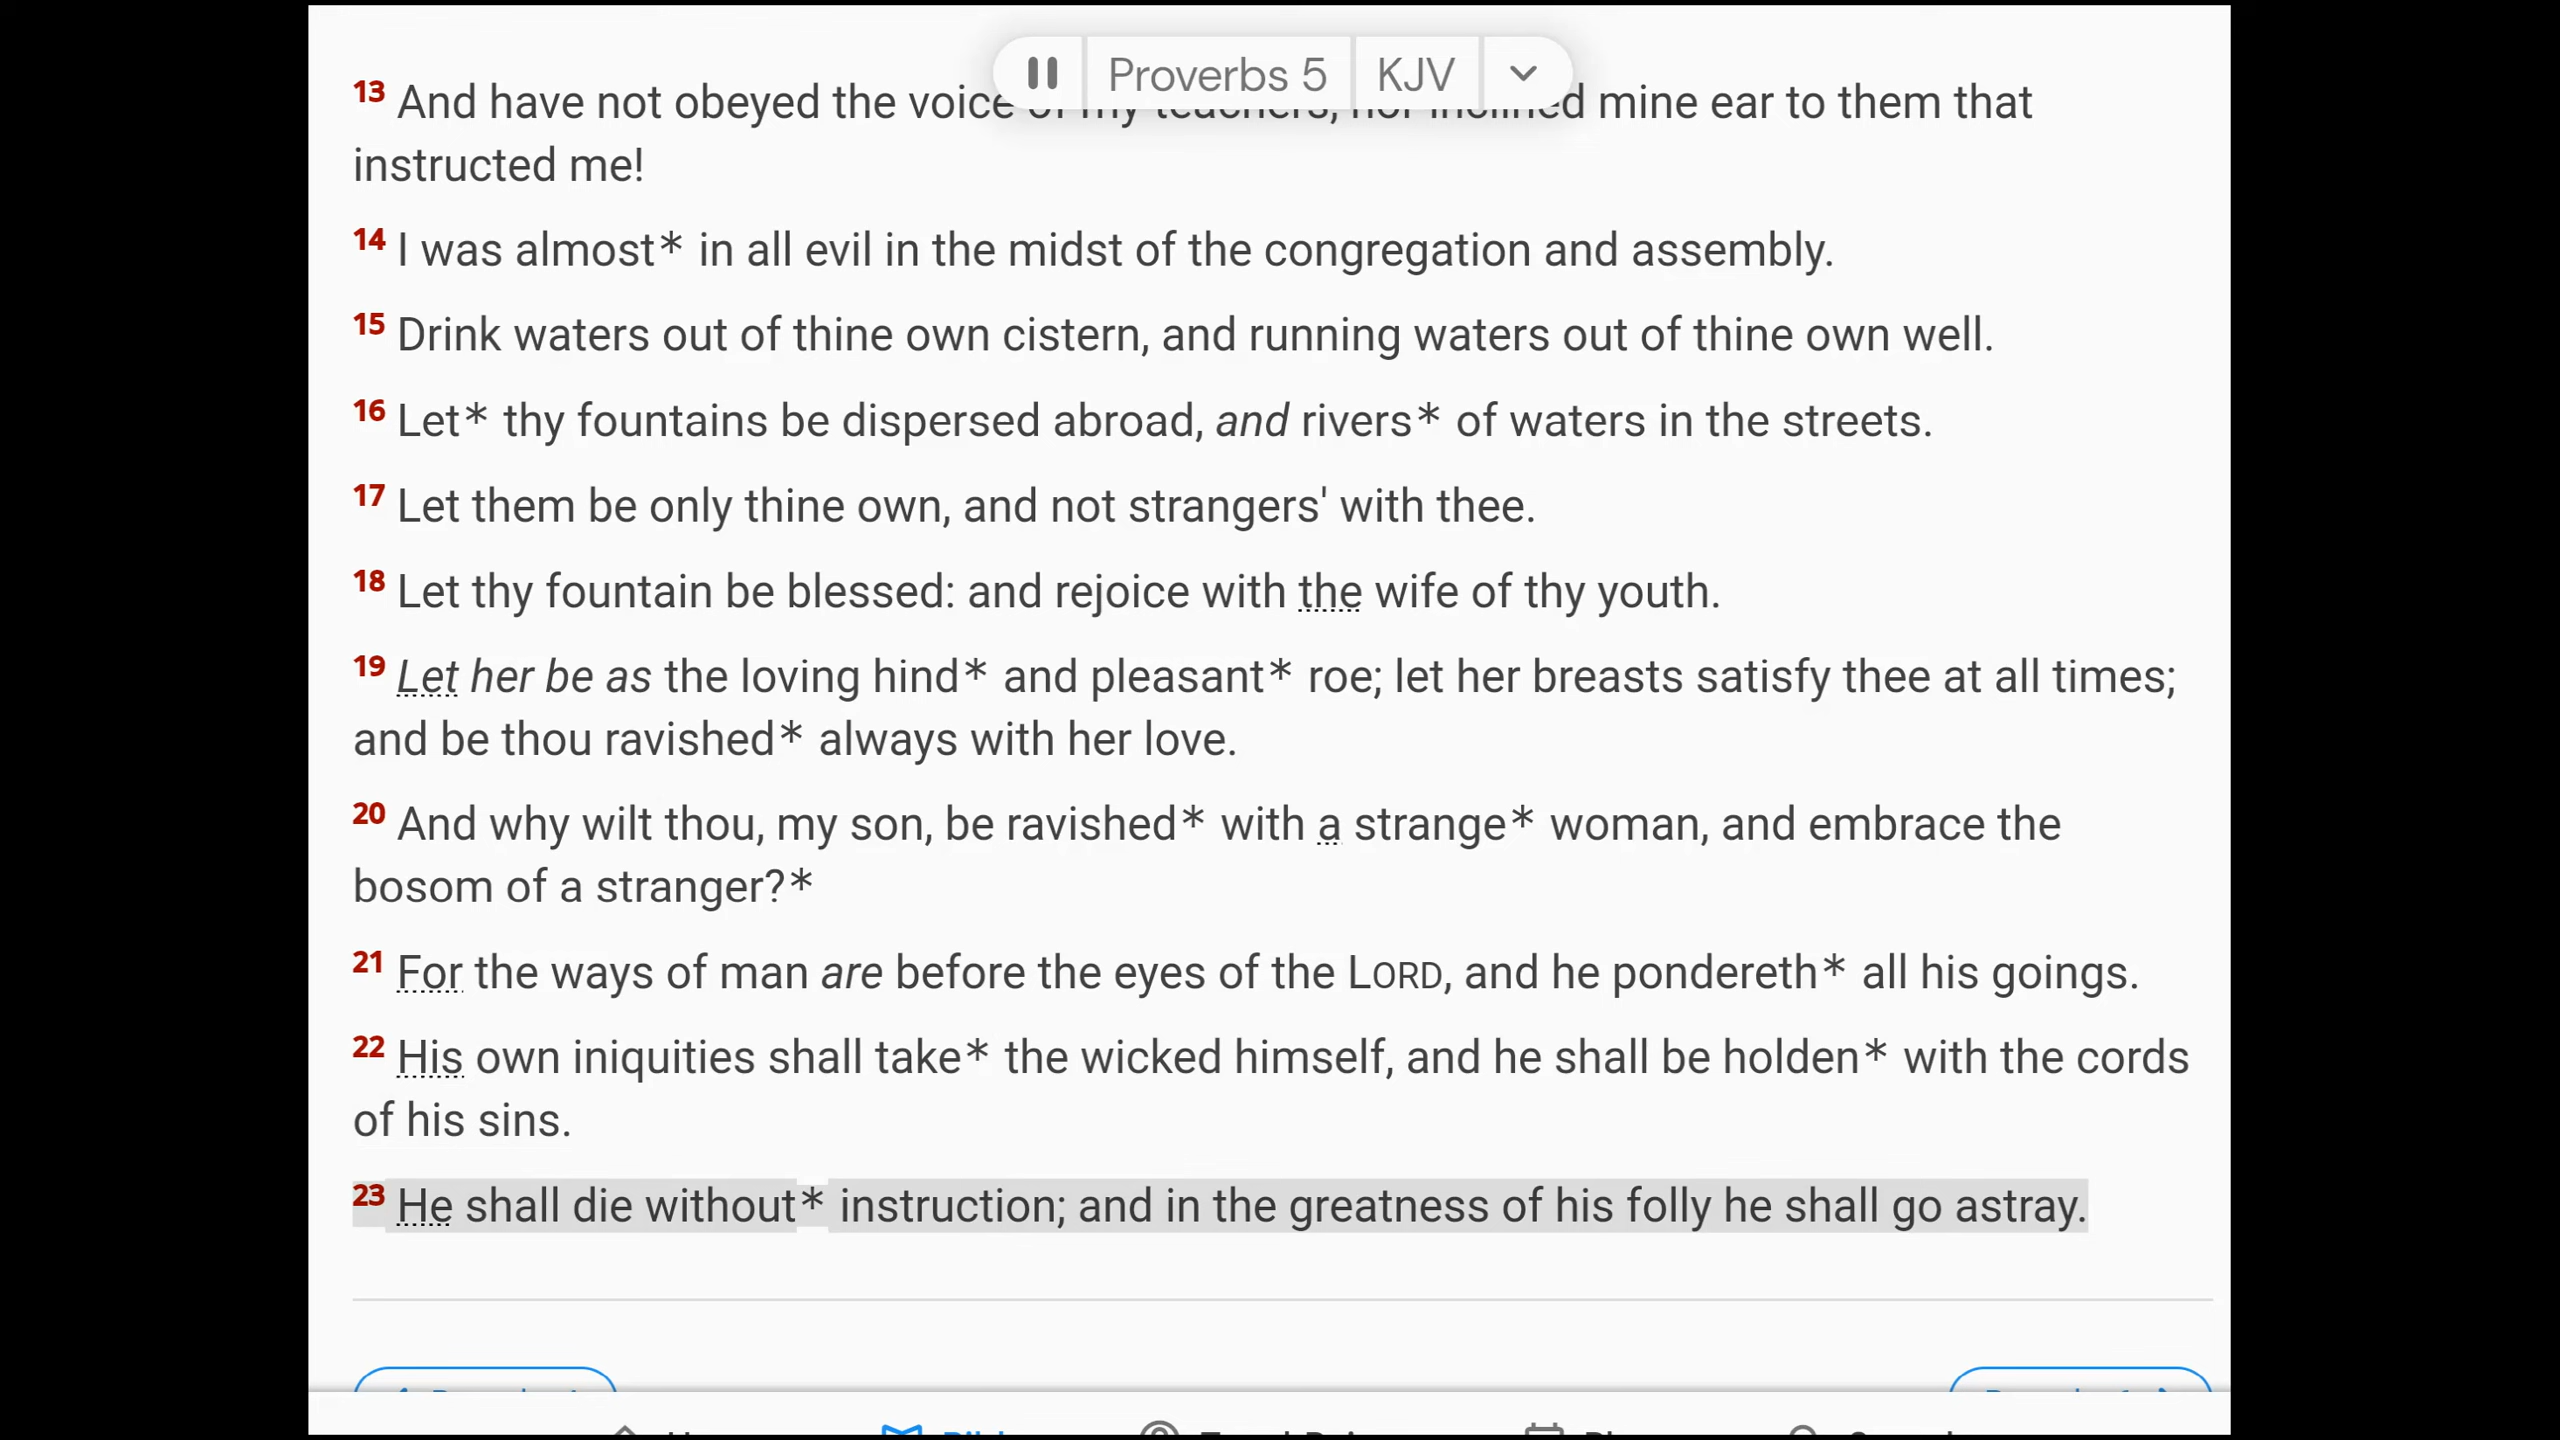 Proverbs 5 KJV
13 And have not obeyed the voice of my teachers, nor inclined mine ear to them that
instructed me!
14 I was almost* in all evil in the midst of the congregation and assembly.
15 Drink waters out of thine own cistern, and running waters out of thine own well.
16 Let* thy fountains be dispersed abroad, and rivers* of waters in the streets.
17 Let them be only thine own, and not strangers' with thee.
18 Let thy fountain be blessed: and rejoice with the wife of thy youth.
19 Let her be as the loving hind* and pleasant* roe; let her breasts satisfy thee at all times;
and be thou ravished* always with her love.
20 And why wilt thou, my son, be ravished* with a strange* woman, and embrace the
bosom of a stranger?*
21 For the ways of man are before the eyes of the LORD, and he pondereth* all his goings.
22 His own iniquities shall take* the wicked himself, and he shall be holden* with the cords
of his sins.
23 He shall die without* instruction; and in the greatness of his folly he shall go astray.